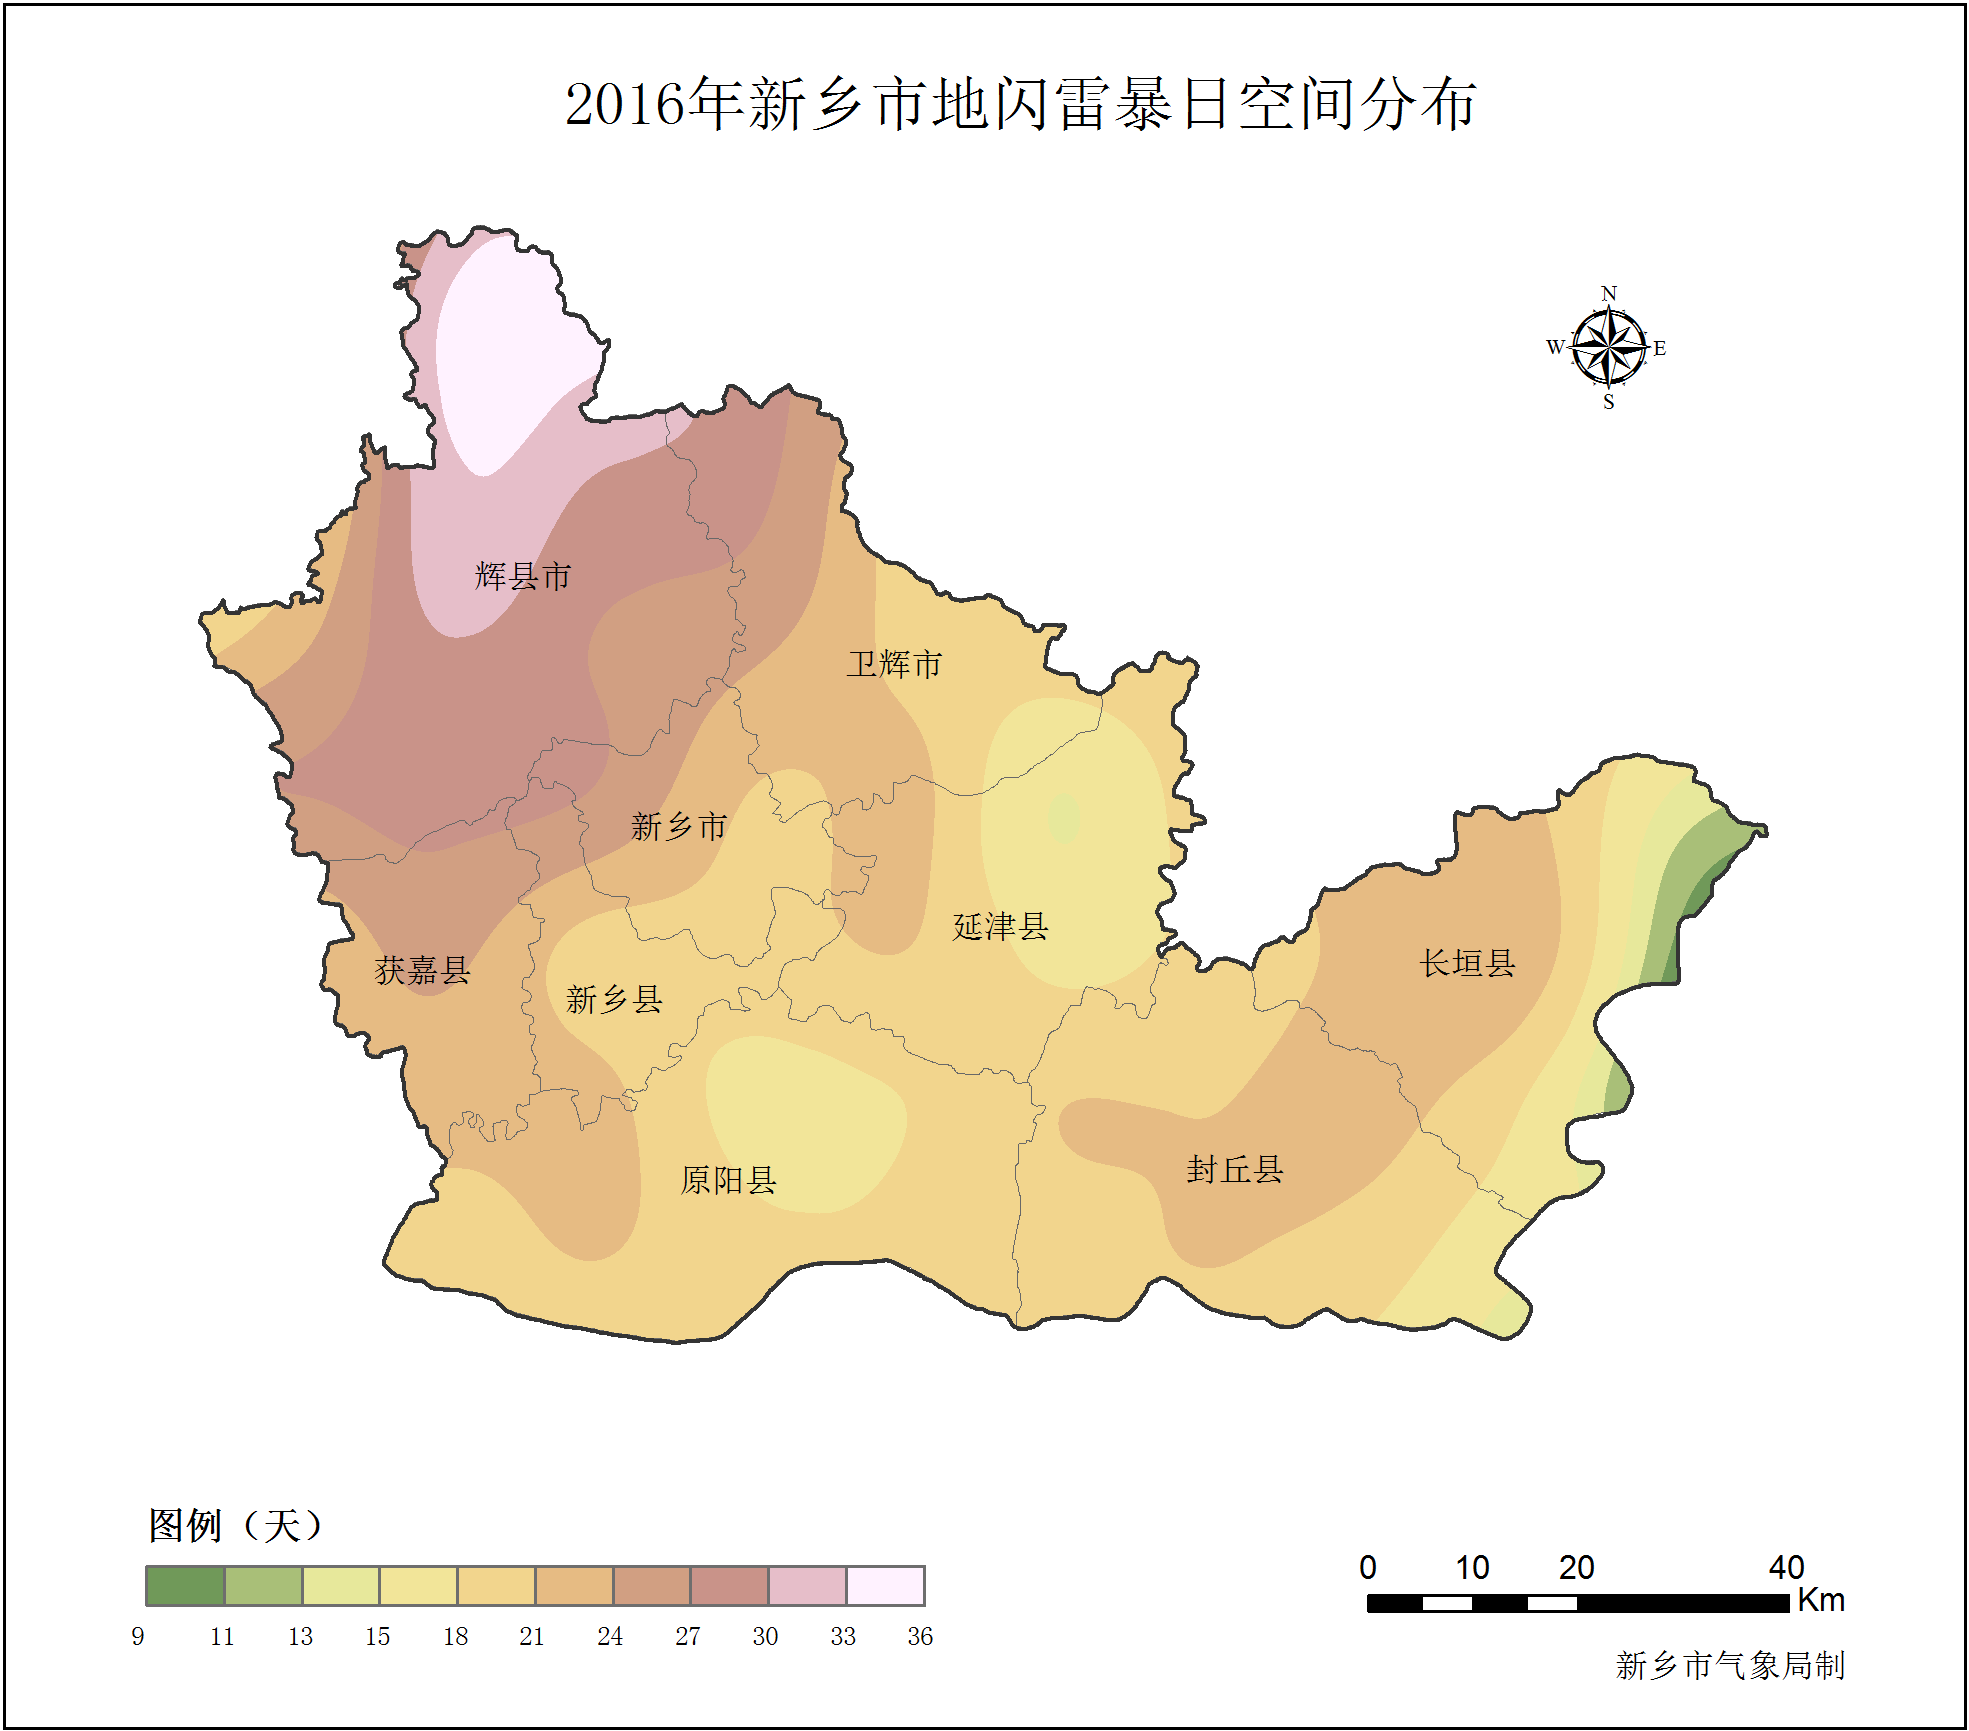 2016年新乡市地闪雷暴日空间分布
N
W E
S
辉县市
卫辉市
新乡市
延津县
长垣县
获嘉县
新乡县
封丘县
原阳县
图例（天）
9 11 13 15 18 21 24 27 30 33 36
0 10 20 40
Km
新乡市气象局制